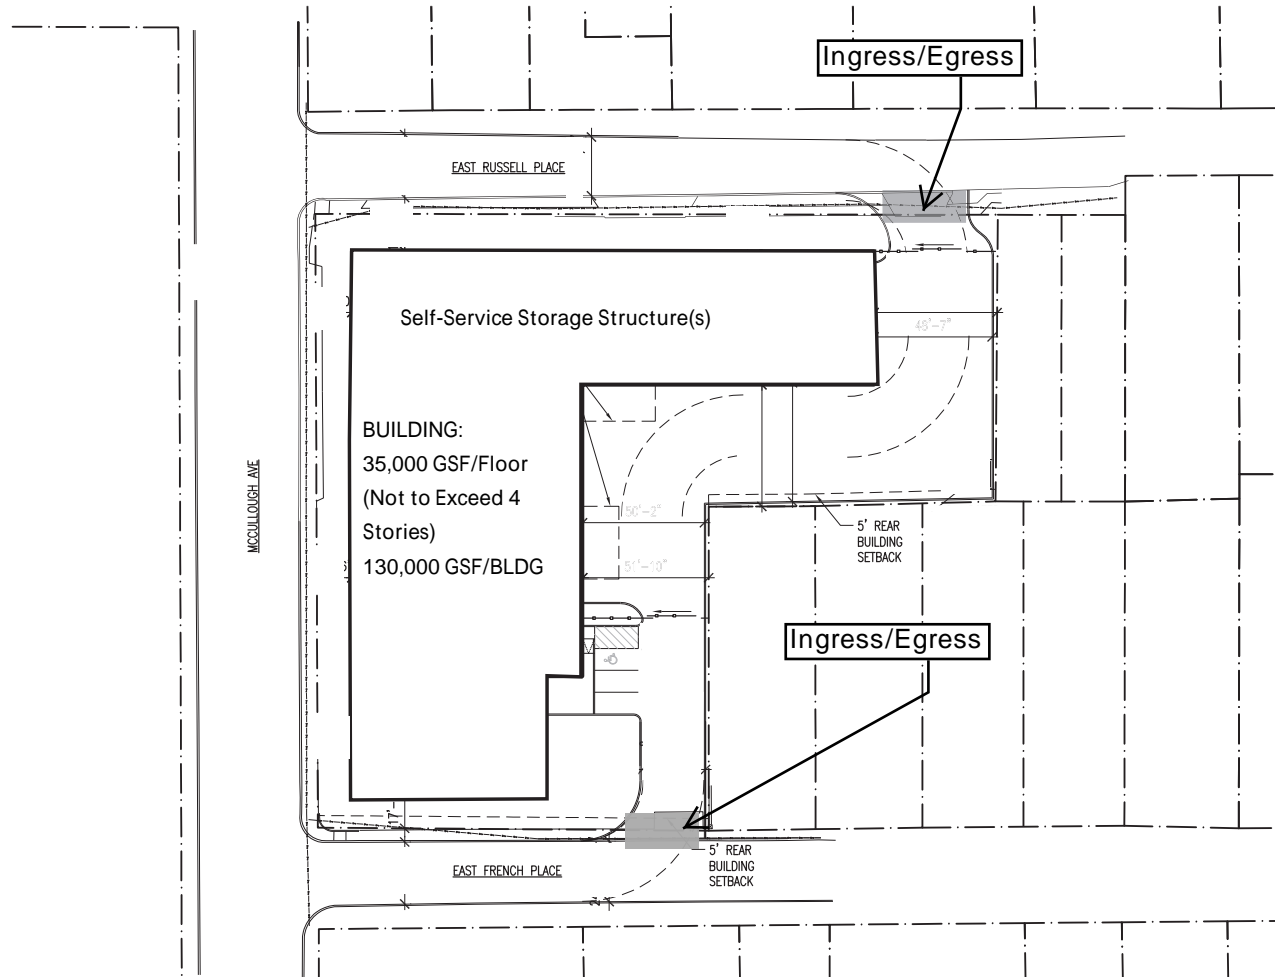 Ingress/Egress
EAST RUSSELL PLACE
Self-Service Storage Structure(s)
48'-7"
BUILDING:
35,000 GSF/Floor
(Not to Exceed 4
Stories)
130,000 GSF/BLDG
MCCULLOUGH AVE
50'-2"
5' REAR
BUILDING
SETBACK
51'-10"
Ingress/Egress
17'
5' REAR
BUILDING
SETBACK
EAST FRENCH PLACE